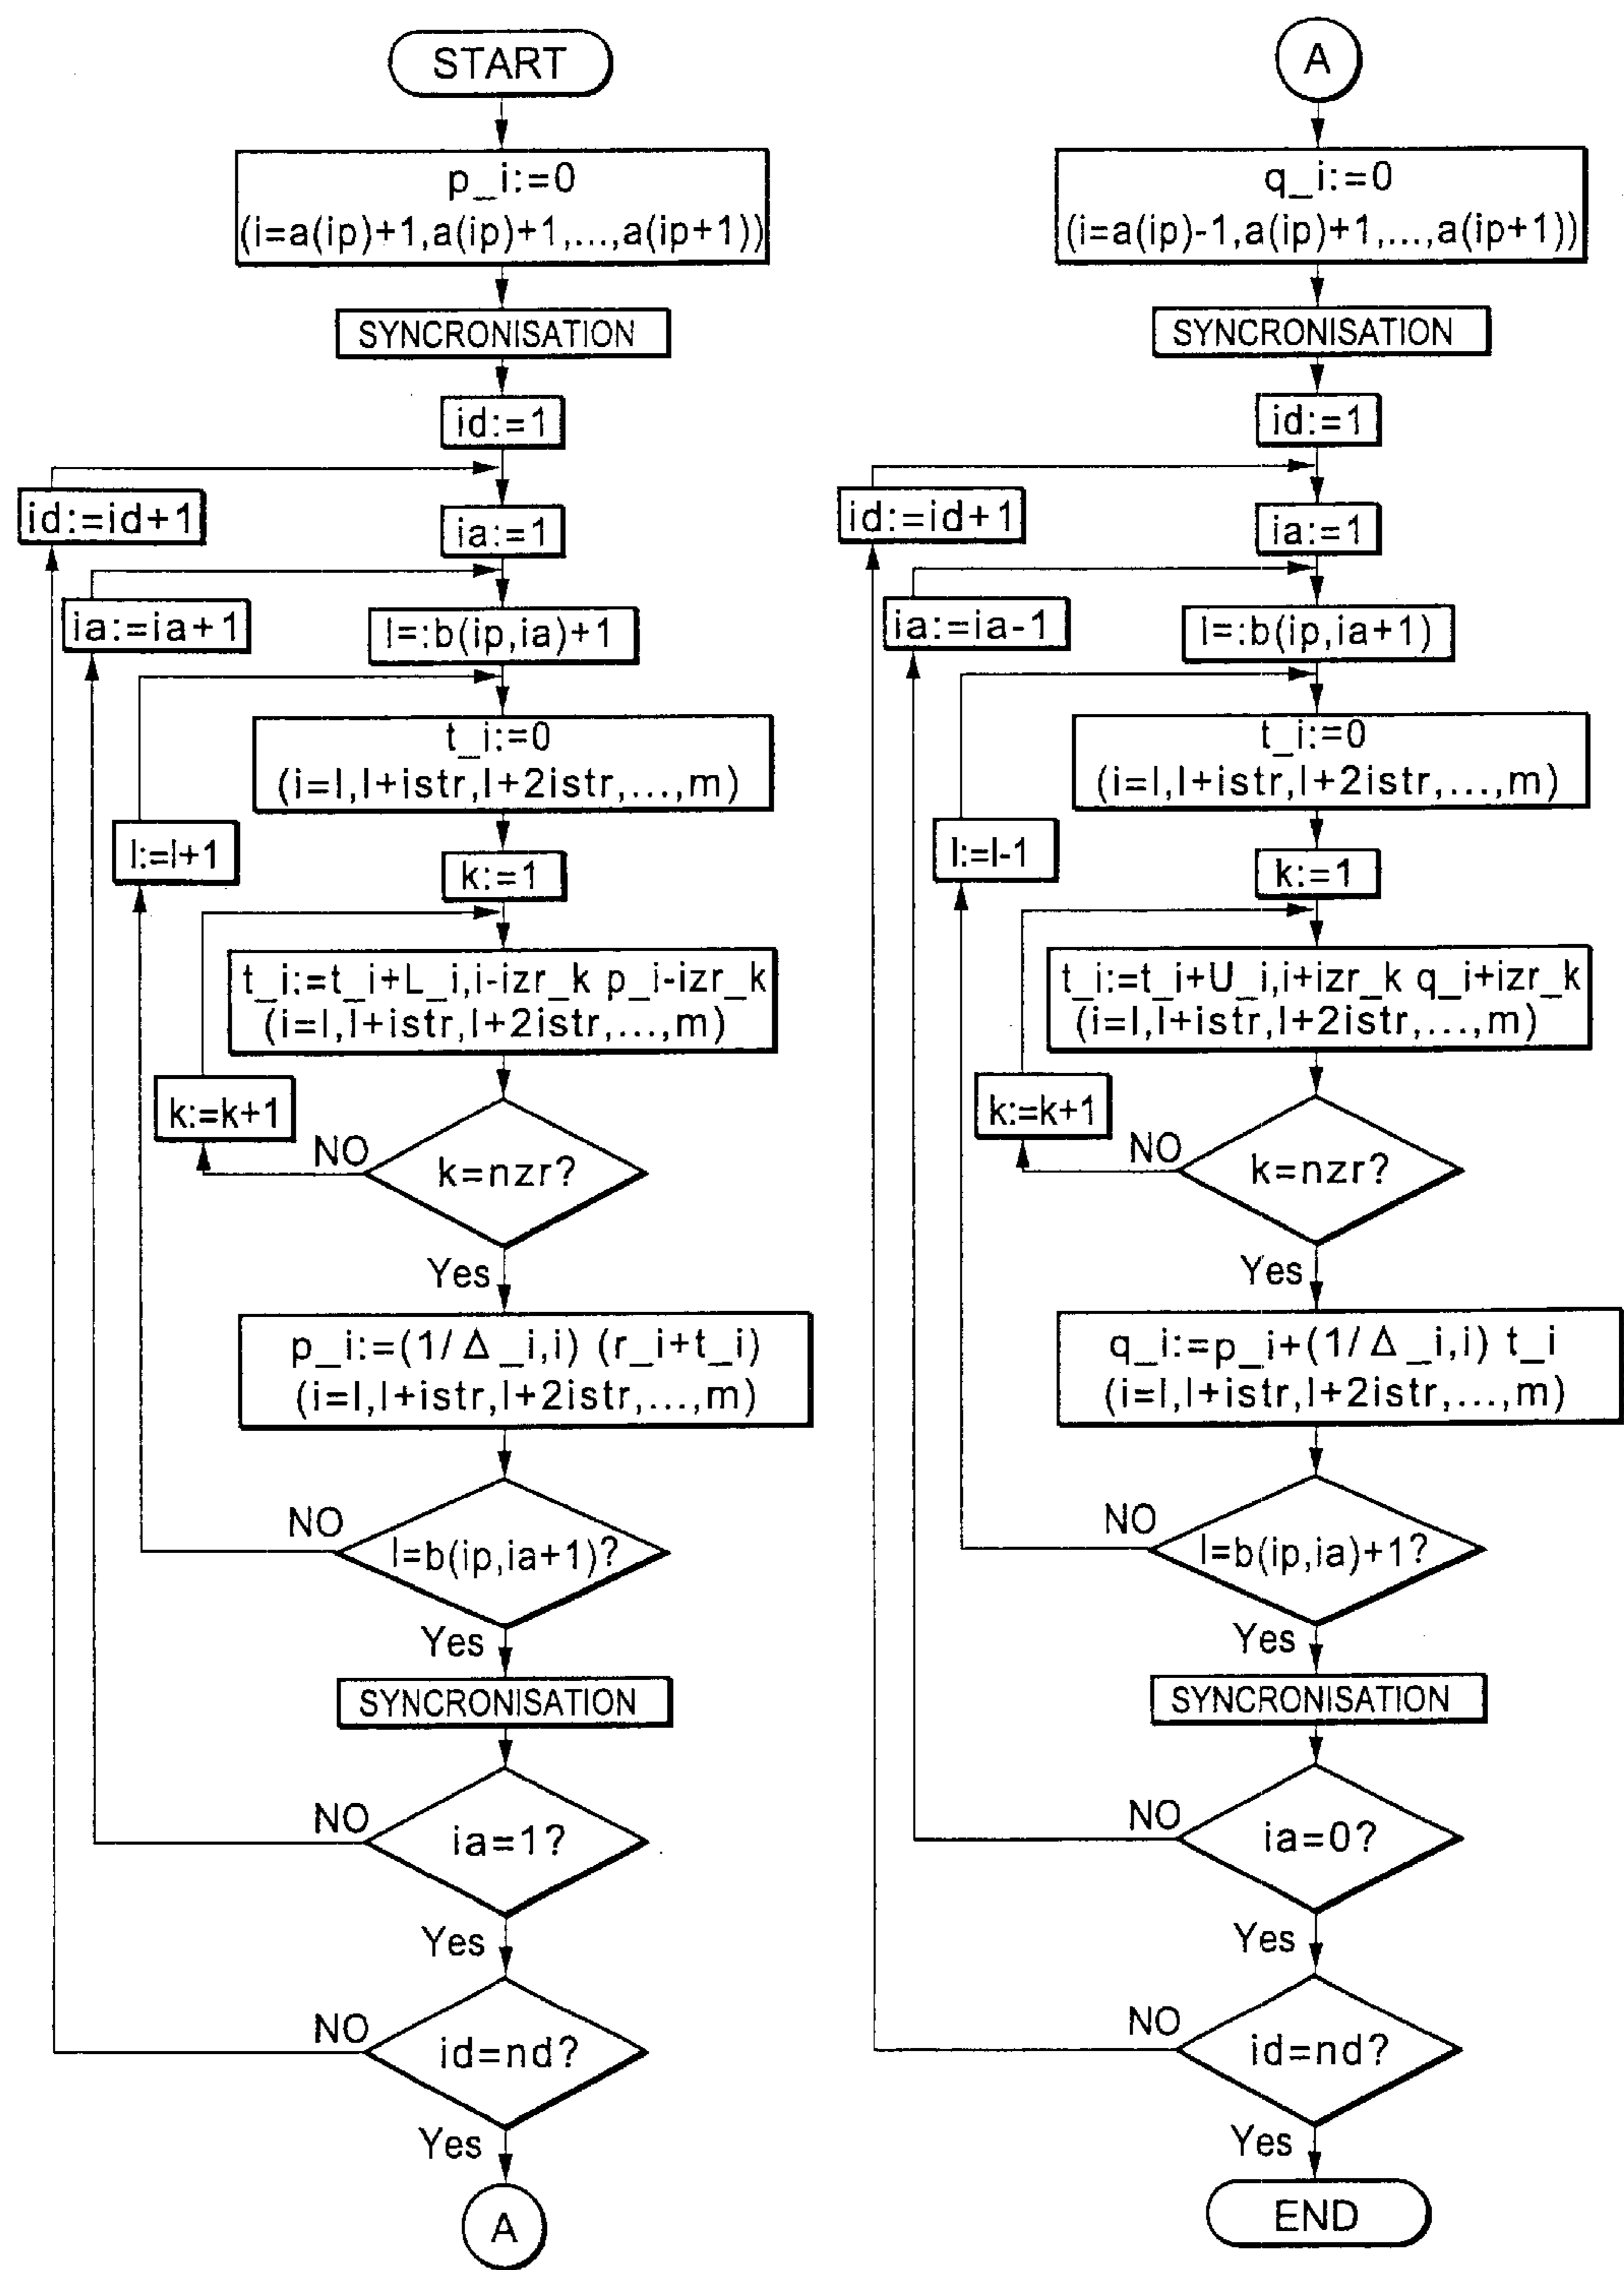 START
p_i:=0
(i=a(ip)+1,a(ip)+1,...,a(ip+1))
SYNCRONISATION
id:=1
id:=id+1
ia:=1
ia:=ia+1
l=:b(ip,ia)+1
t_i:=0
(i=l,l+istr,l+2istr,...,m)
l:=l+1
k:=1
t_i:=t_i+L_i,i-izr_k p_i-izr_k
(i=l,l+istr,l+2istr,...,m)
k:=k+1
NO
k=nzr?
Yes
p_i:=(1/Δ_i,i) (r_i+t_i)
(i=l,l+istr,l+2istr,...,m)
NO
l=b(ip,ia+1)?
Yes
SYNCRONISATION
NO
ia=1?
Yes
NO
id=nd?
Yes
A
A
q_i:=0
(i=a(ip)-1,a(ip)+1,...,a(ip+1))
SYNCRONISATION
id:=1
id:=id+1
ia:=1
ia:=ia-1
l=:b(ip,ia+1)
t_i:=0
(i=l,l+istr,l+2istr,...,m)
l:=l-1
k:=1
t_i:=t_i+U_i,i+izr_k q_i+izr_k
(i=l,l+istr,l+2istr,...,m)
k:=k+1
NO
k=nzr?
Yes
q_i:=p_i+(1/Δ_i,i) t_i
(i=l,l+istr,l+2istr,...,m)
NO
l=b(ip,ia)+1?
Yes
SYNCRONISATION
NO
ia=0?
Yes
NO
id=nd?
Yes
END